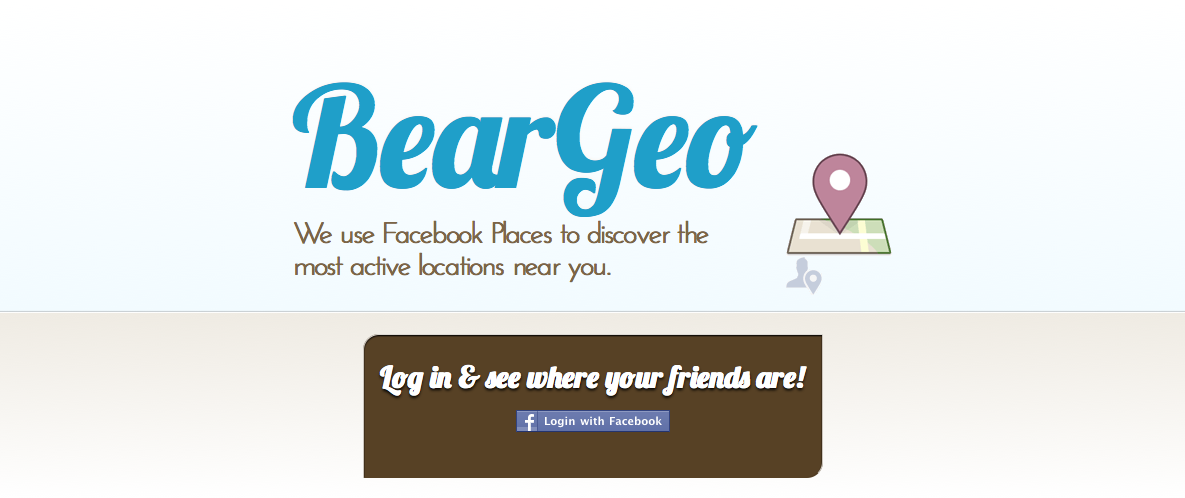 BearGeo
We use Facebook Places to discover the
most active locations near you.
Log in & see where your friends are!
Login with Facebook